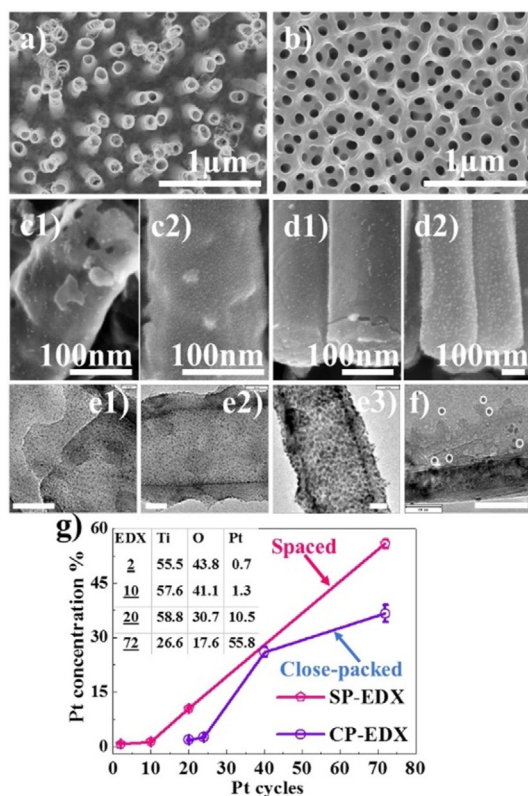 a)
b)
1μm
1μm
c1)
c2)
d1)
d2)
100nm
100nm
100nm
100nm
e1)
e2)
e3)
f)
g)
60
45
30
15
0
Pt concentration %
EDX Ti O Pt
2 55.5 43.8 0.7
10 57.6 41.1 1.3
20 58.8 30.7 10.5
72 26.6 17.6 55.8
Spaced
Close-packed
SP-EDX
CP-EDX
0 10 20 30 40 50 60 70 80
Pt cycles